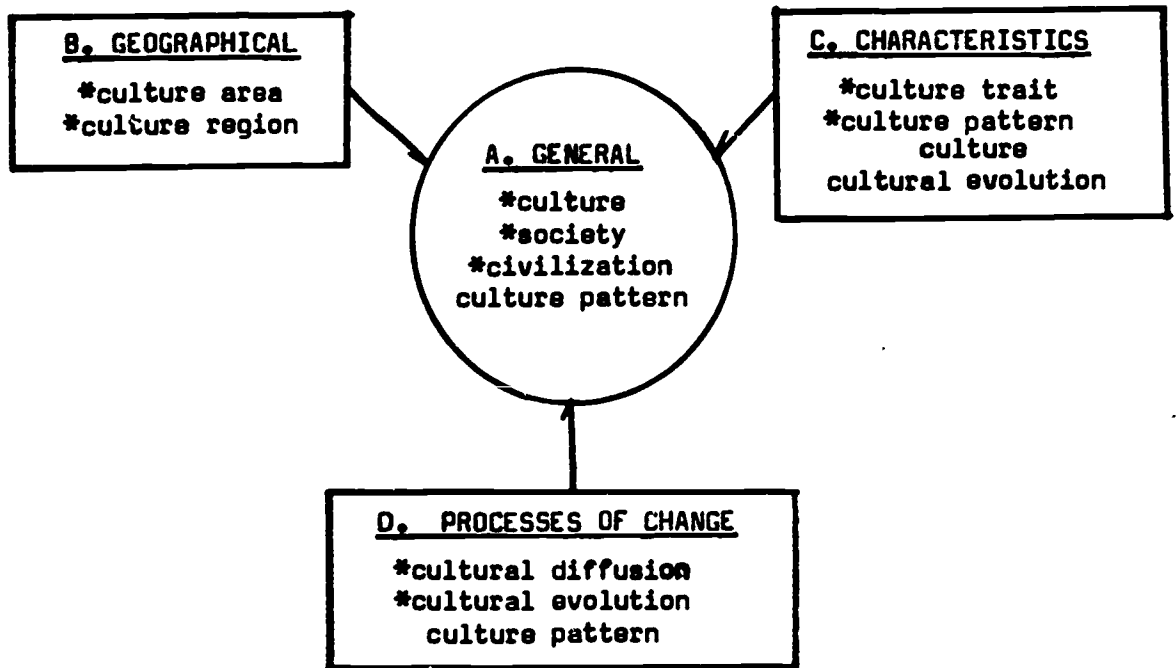 B. GEOGRAPHICAL
*culture area
*culture region
C. CHARACTERISTICS
*culture trait
*culture pattern
culture
cultural evolution
A. GENERAL
*culture
*society
*civilization
culture pattern
D. PROCESSES OF CHANGE
*cultural diffusion
*cultural evolution
culture pattern